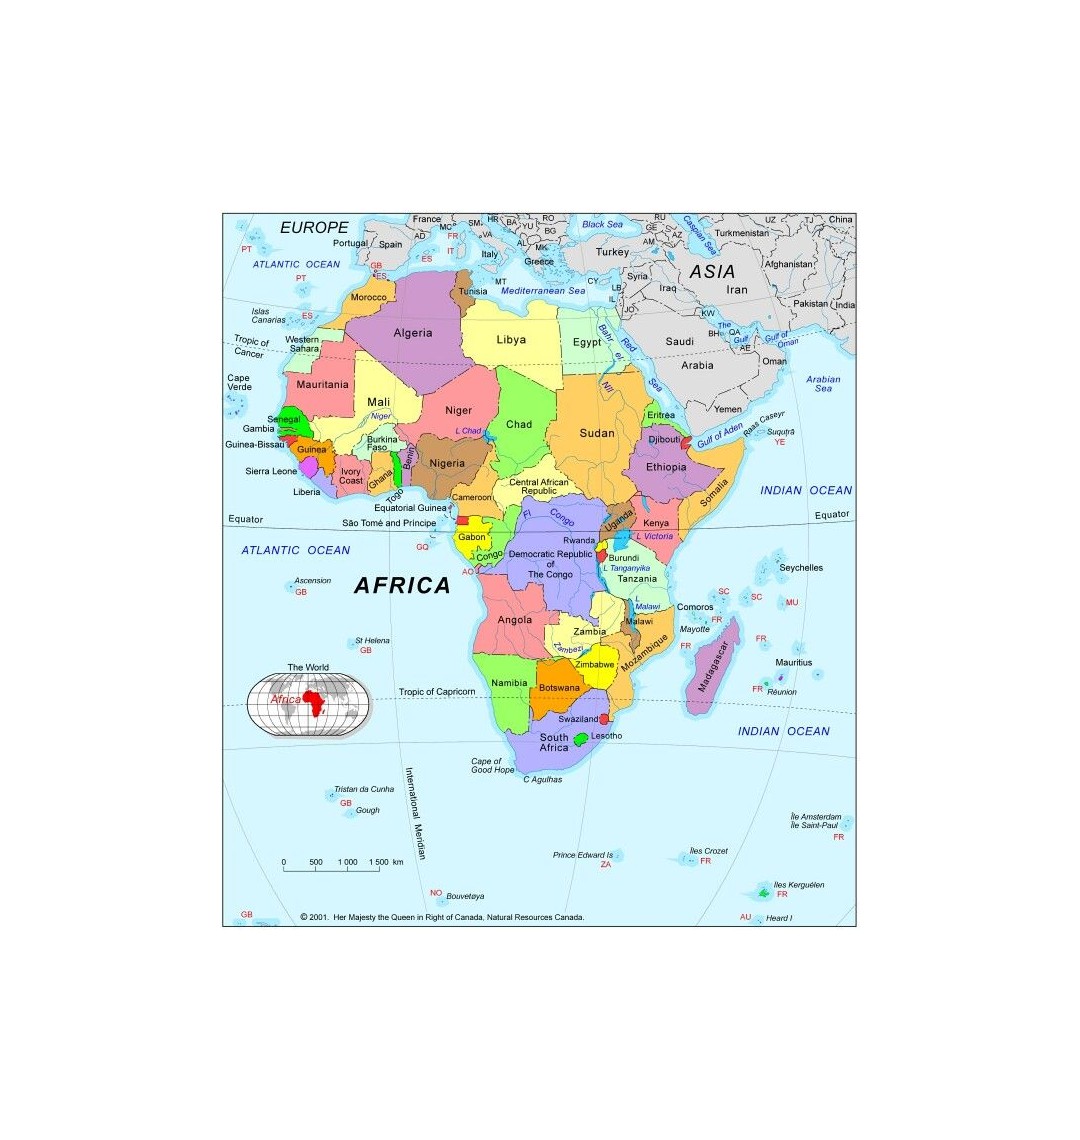 EUROPE
France
HR
BA
RO
RU
UZ
TJ
China
MC
SM
VA
YU
BG
Black Sea
GE
AZ
AM
Caspian Sea
Turkmenistan
AD
FR
IT
AL
MK
Portugal
Spain
Italy
Greece
Turkey
PT
ATLANTIC OCEAN
GB
ES
ES
ASIA
Iran
Afghanistan
PT
MT
CY
Syria
LB
IL
JO
Iraq
Pakistan
India
Tunisia
Mediterranean Sea
Morocco
Islas
Canarias
ES
KW
BH
QA
The
Gulf
AE
Gulf of
Oman
Tropic of
Cancer
Western
Sahara
Algeria
Libya
Egypt
Bahr el
Red
Sea
Saudi
Arabia
Oman
Arabian
Sea
Cape
Verde
Mauritania
Mali
Niger
Niger
Chad
L Chad
Sudan
Nil
Eritrea
Yemen
Gulf of Aden
Raas Caseyr
Suquţrá
YE
Senegal
Gambia
Guinea-Bissau
Guinea
Sierra Leone
Liberia
Burkina
Faso
Ivory
Coast
Ghana
Togo
Benin
Nigeria
Cameroon
Central African
Republic
Djibouti
Ethiopia
Somalia
INDIAN OCEAN
Equatorial Guinea
São Tomé and Príncipe
Equator
Equator
Gabon
Congo
Fl
Congo
Uganda
Kenya
L Victoria
GQ
AO
ATLANTIC OCEAN
Rwanda
Burundi
Democratic Republic
of
The Congo
L Tanganyika
Tanzania
Seychelles
Ascension
GB
AFRICA
L
Malawi
Comoros
SC
SC
MU
FR
Mayotte
FR
FR
Angola
Zambia
Malawi
Mozambique
Zambezi
Madagascar
St Helena
GB
Mauritius
FR
Réunion
The World
Africa
Tropic of Capricorn
Namibia
Botswana
Zimbabwe
Swaziland
Lesotho
South
Africa
INDIAN OCEAN
Cape of
Good Hope
C Agulhas
International Meridian
Tristan da Cunha
GB
Gough
Île Amsterdam
Île Saint-Paul
FR
0 500 1 000 1 500 km
Prince Edward Is
ZA
Îles Crozet
FR
NO
Bouvetøya
Îles Kerguélen
FR
GB
© 2001. Her Majesty the Queen in Right of Canada, Natural Resources Canada.
AU
Heard I